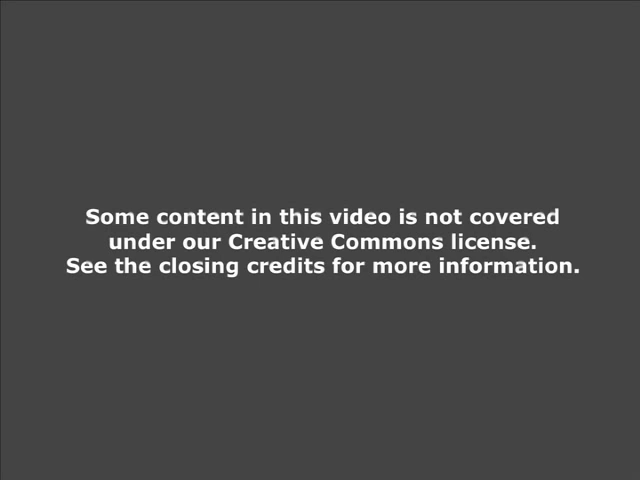 Some content in this video is not covered
under our Creative Commons license.
See the closing credits for more information.